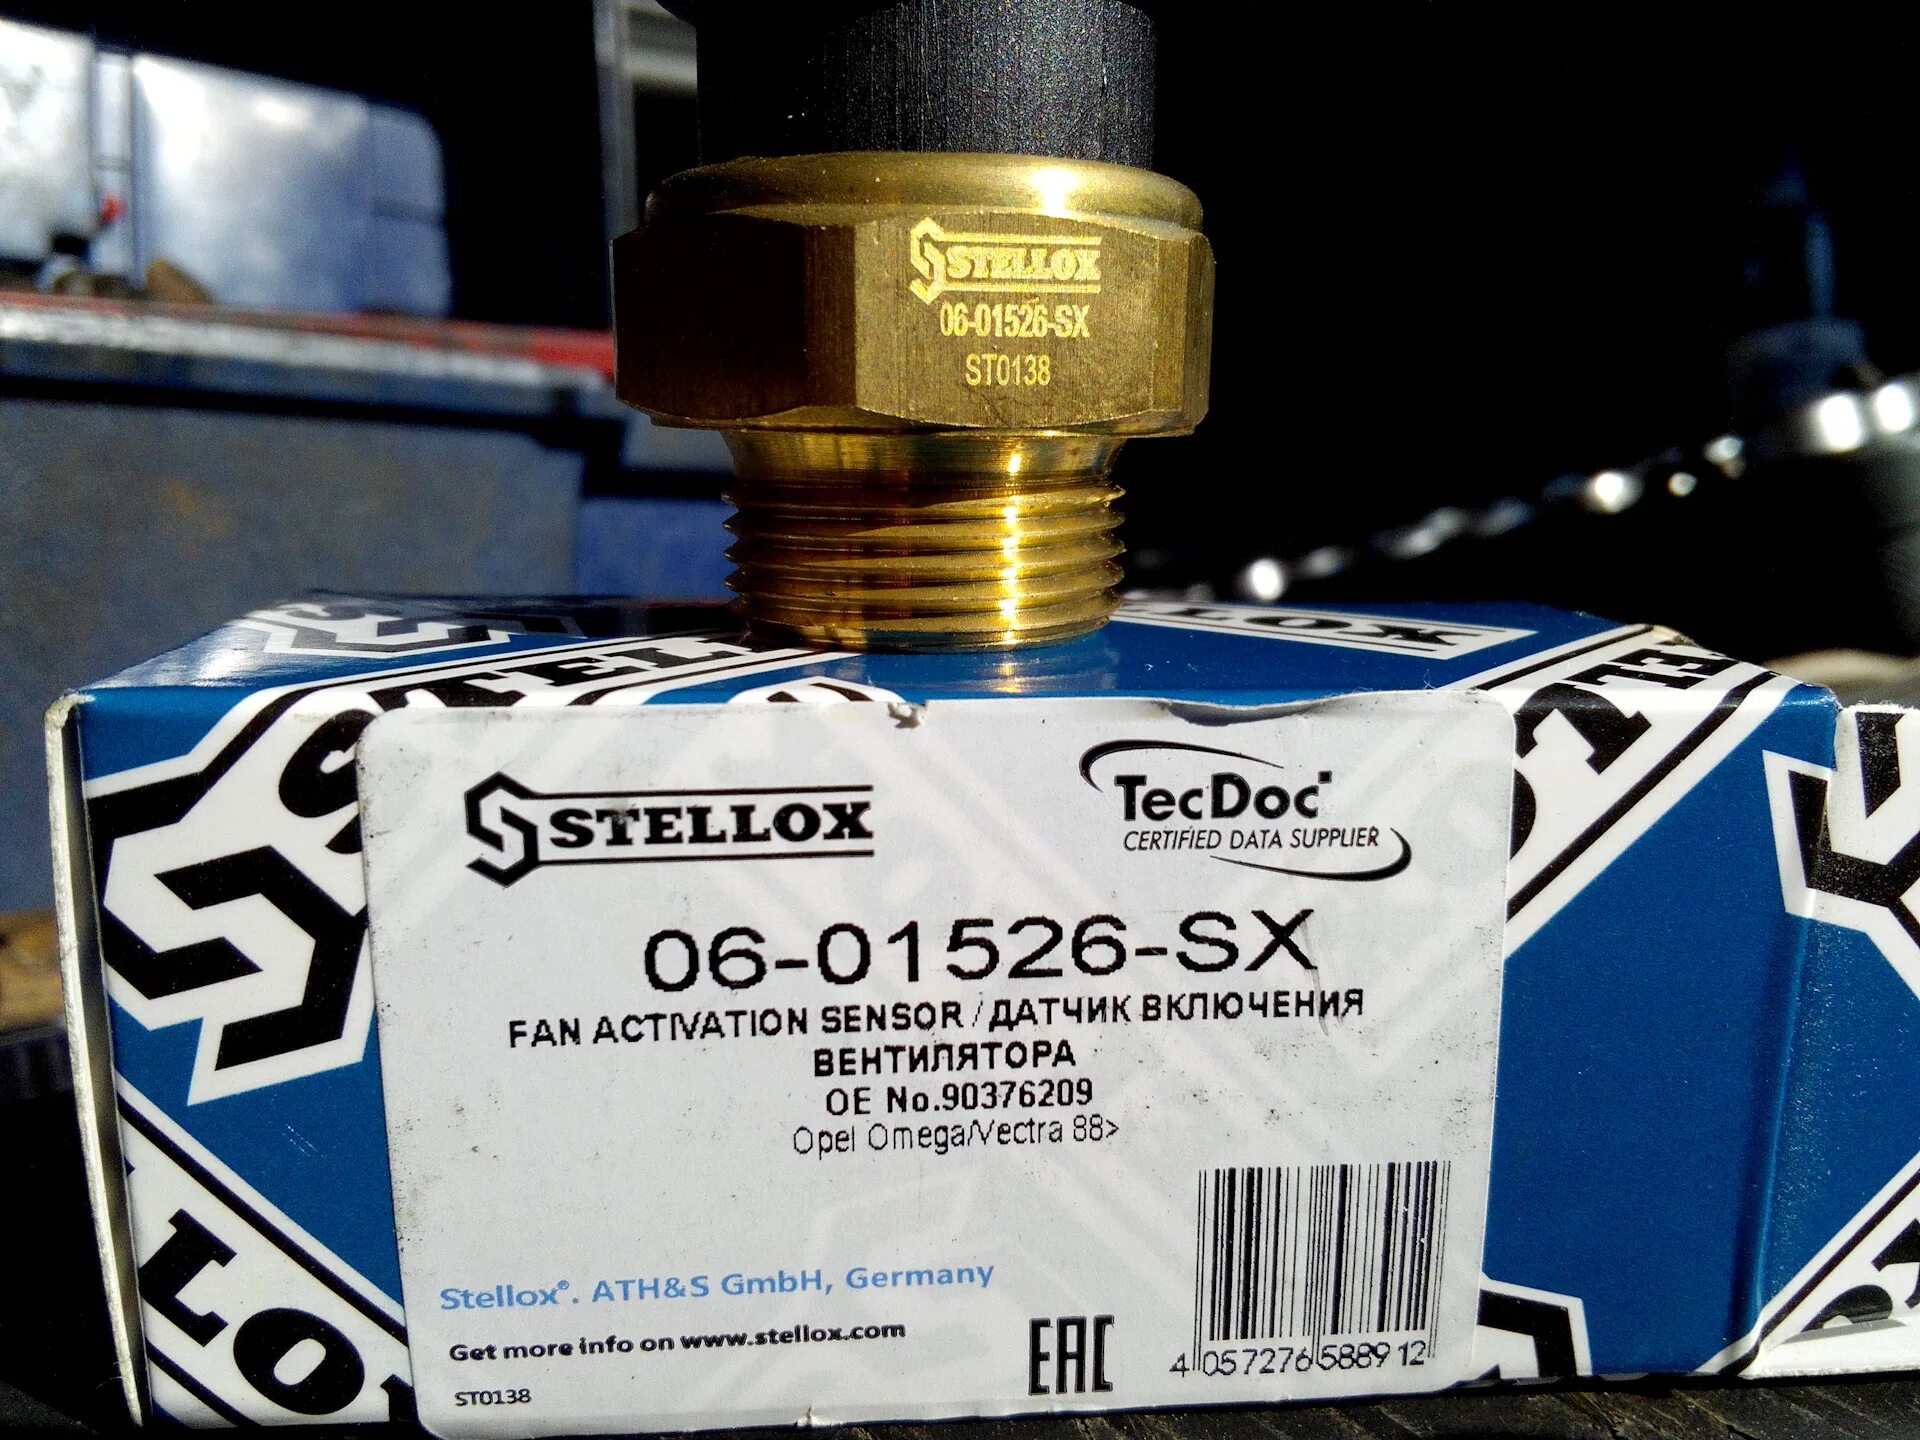 STELLOX
06-01526-SX
ST0138
STELLOX
TecDoc
CERTIFIED DATA SUPPLIER
06-01526-SX
FAN ACTIVATION SENSOR / ДАТЧИК ВКЛЮЧЕНИЯ
ВЕНТИЛЯТОРА
OE No.90376209
Opel Omega/Vectra 88>
Stellox®. ATH&S GmbH, Germany
Get more info on www.stellox.com
ST0138
EAC
4 057276 588912